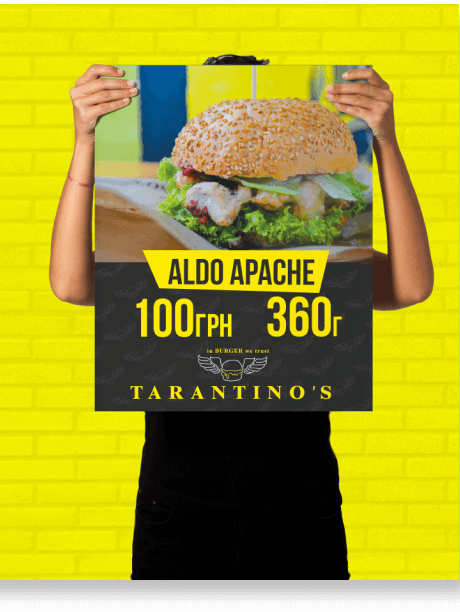 ALDO APACHE
100ГРН 360Г
in BURGER we trust
TARANTINO'S